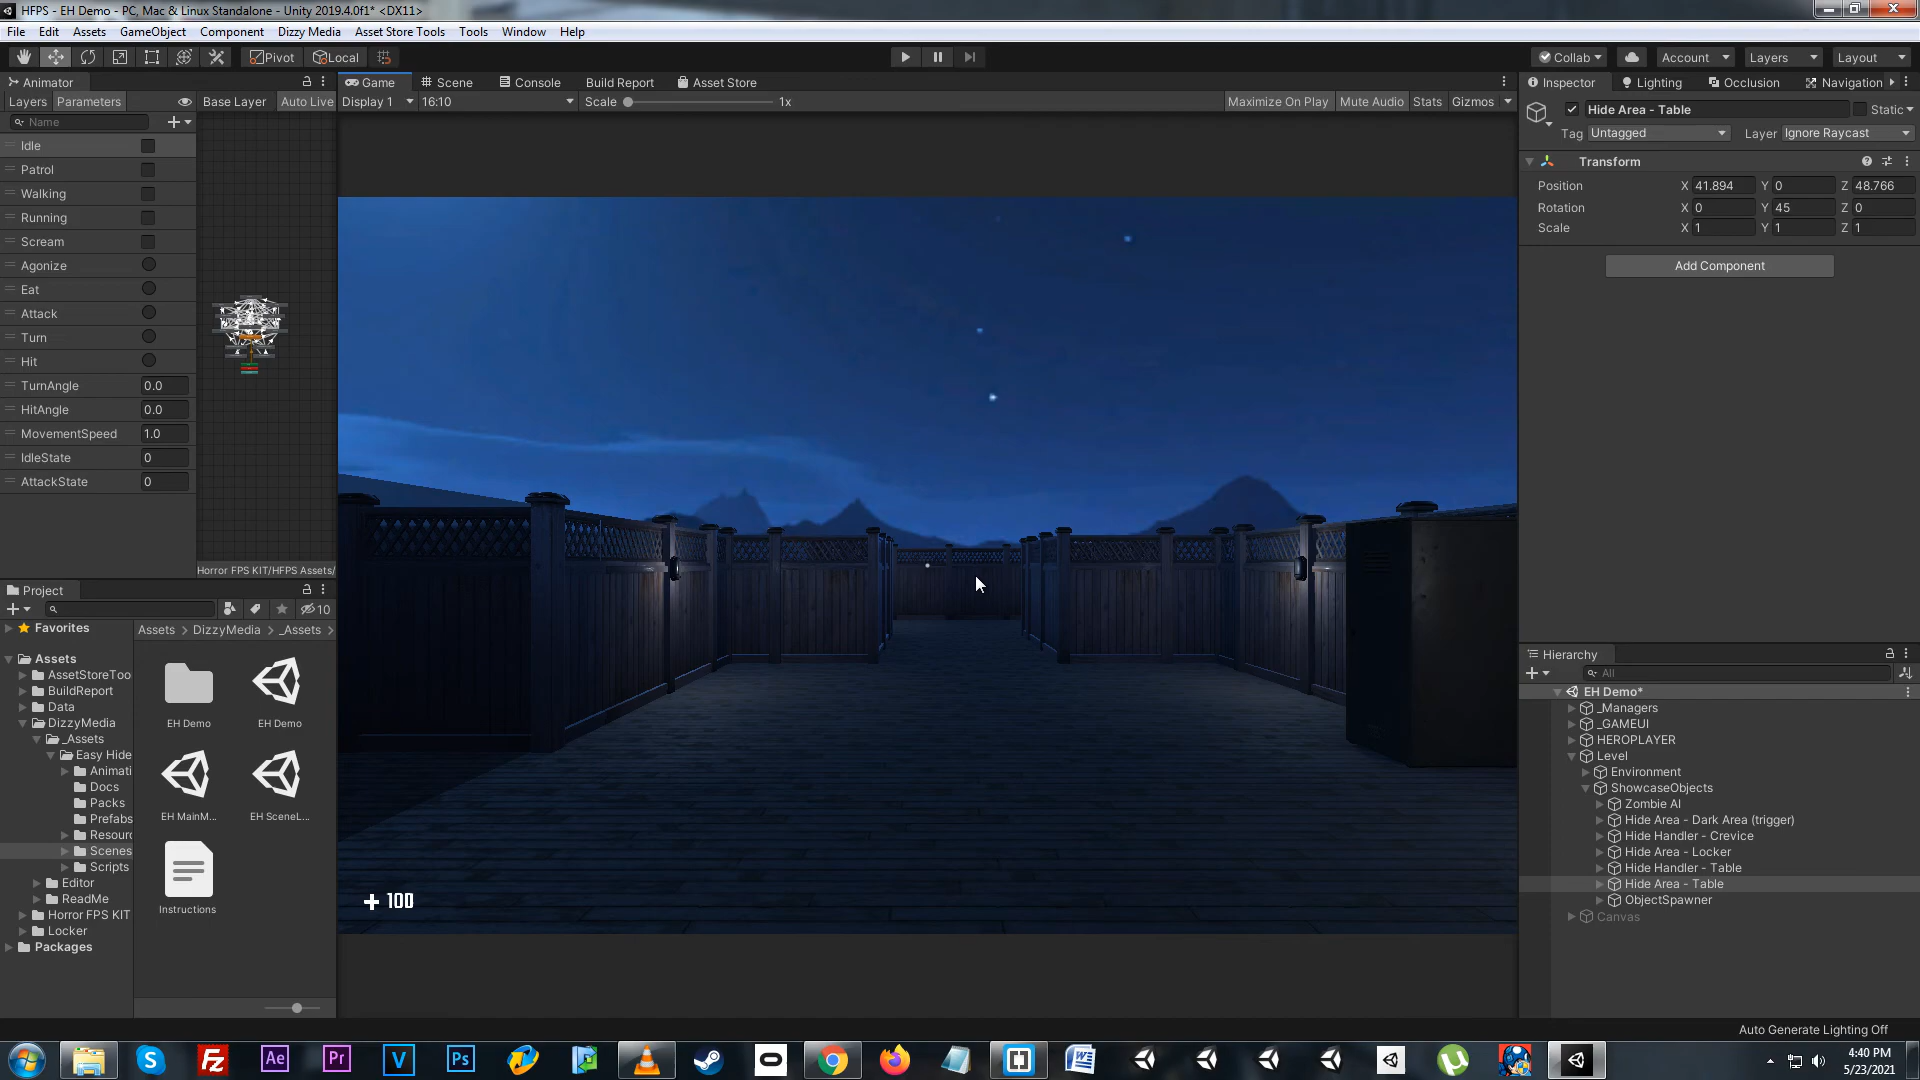 HFPS - EH Demo - PC, Mac & Linux Standalone - Unity 2019.4.0f1* <DX11>
File Edit Assets GameObject Component Dizzy Media Asset Store Tools Tools Window Help
Pivot Local Collab Account Layers Layout
Animator
Layers Parameters Base Layer Auto Live
Name
Idle
Patrol
Walking
Running
Scream
Agonize
Eat
Attack
Turn
Hit
TurnAngle 0.0
HitAngle 0.0
MovementSpeed 1.0
IdleState 0
AttackState 0
Horror FPS KIT/HFPS Assets/
Game Scene Console Build Report Asset Store
Display 1 16:10 Scale 1x Maximize On Play Mute Audio Stats Gizmos
+ 100
Project
10
Favorites
Assets
AssetStoreToo
BuildReport
Data
DizzyMedia
_Assets
Easy Hide
Animati
Docs
Packs
Prefabs
Resourc
Scenes
Scripts
Editor
ReadMe
Horror FPS KIT
Locker
Packages
Assets > DizzyMedia > _Assets >
EH Demo EH Demo
EH MainM... EH SceneL...
Instructions
Inspector Lighting Occlusion Navigation
Hide Area - Table Static
Tag Untagged Layer Ignore Raycast
Transform
Position X 41.894 Y 0 Z 48.766
Rotation X 0 Y 45 Z 0
Scale X 1 Y 1 Z 1
Add Component
Hierarchy
All
EH Demo*
_Managers
_GAMEUI
HEROPLAYER
Level
Environment
ShowcaseObjects
Zombie AI
Hide Area - Dark Area (trigger)
Hide Handler - Crevice
Hide Area - Locker
Hide Handler - Table
Hide Area - Table
ObjectSpawner
Canvas
Auto Generate Lighting Off
Fz Ae Pr V Ps
4:40 PM
5/23/2021